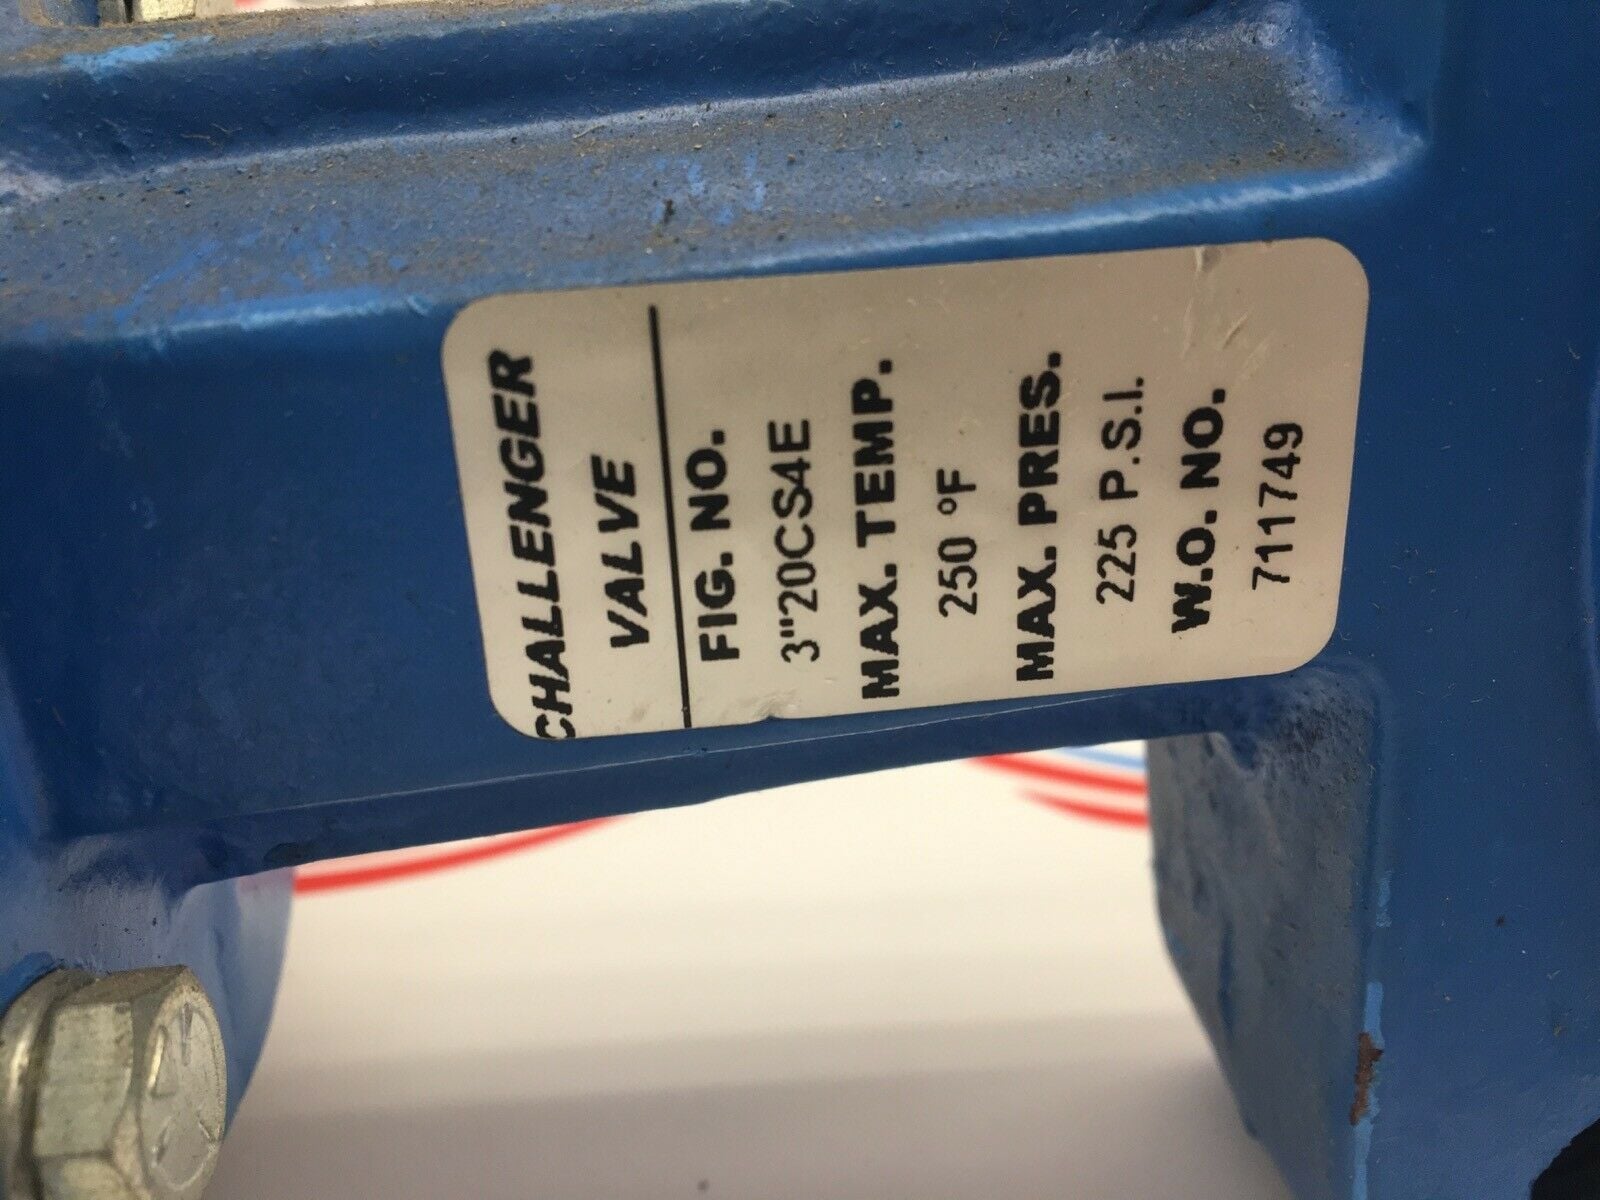 CHALLENGER
VALVE
FIG. NO.
3"20CS4E
MAX. TEMP.
250 °F
MAX. PRES.
225 P.S.I.
W.O. NO.
711749